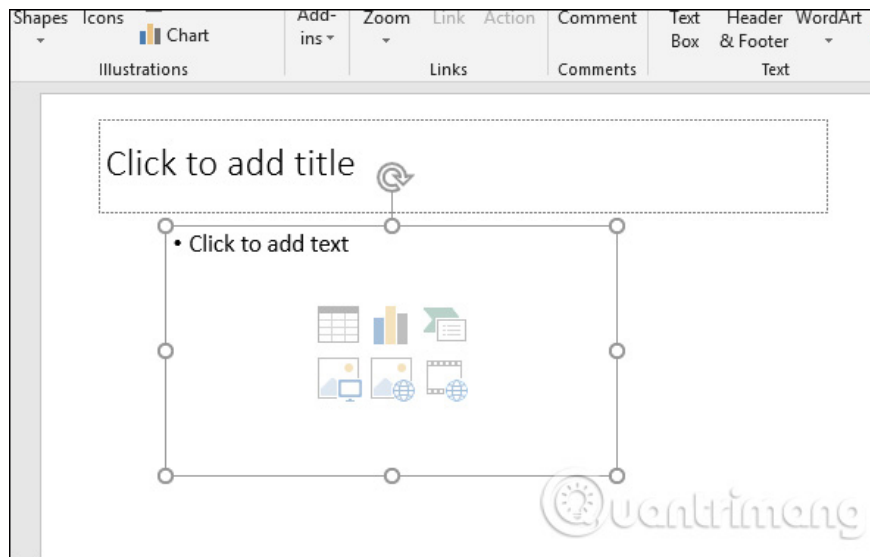 Shapes Icons Add- Zoom Link Action Comment Text Header WordArt
Chart ins Box & Footer
Illustrations Links Comments Text
Click to add title
• Click to add text
Quantrimang